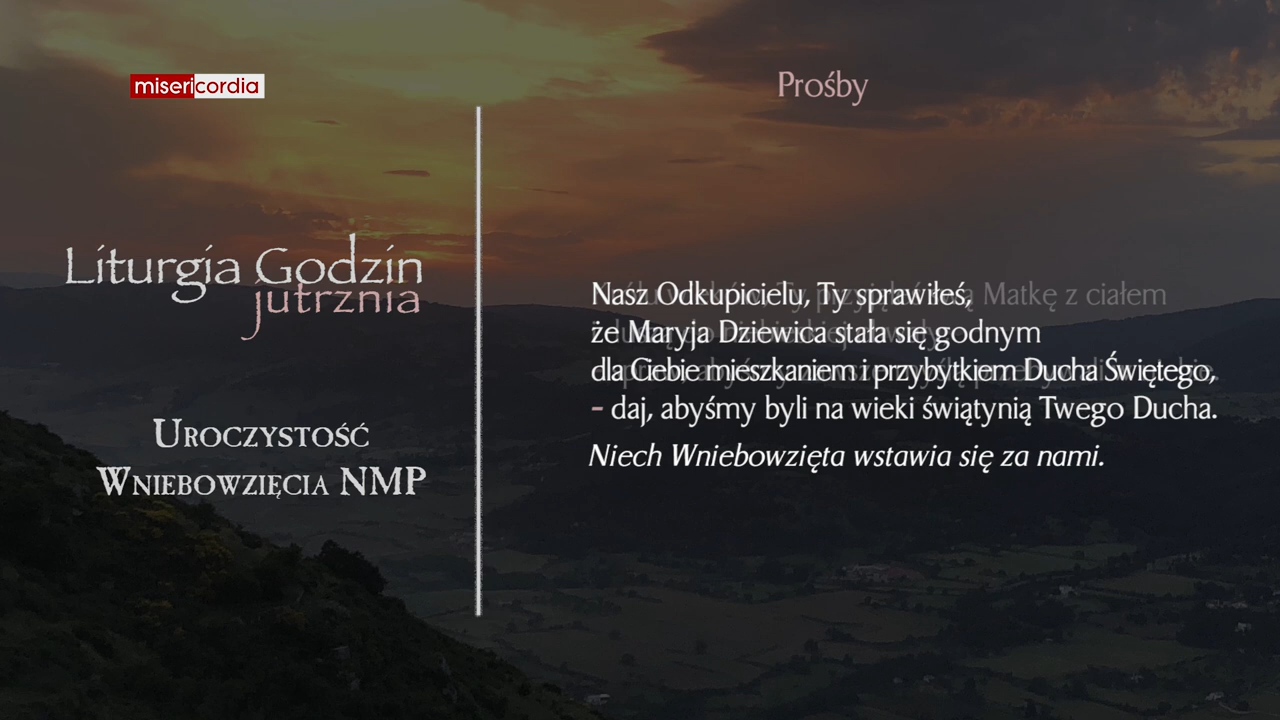 misericordia
Prośby
Liturgia Godzin
jutrznia
Uroczystość
Wniebowzięcia NMP
Nasz Odkupicielu, Ty sprawiłeś,
Matkę z ciałem
że Maryja Dziewica stała się godnym
dla Ciebie mieszkaniem i przybytkiem Ducha Świętego,
- daj, abyśmy byli na wieki świątynią Twego Ducha.
Niech Wniebowzięta wstawia się za nami.